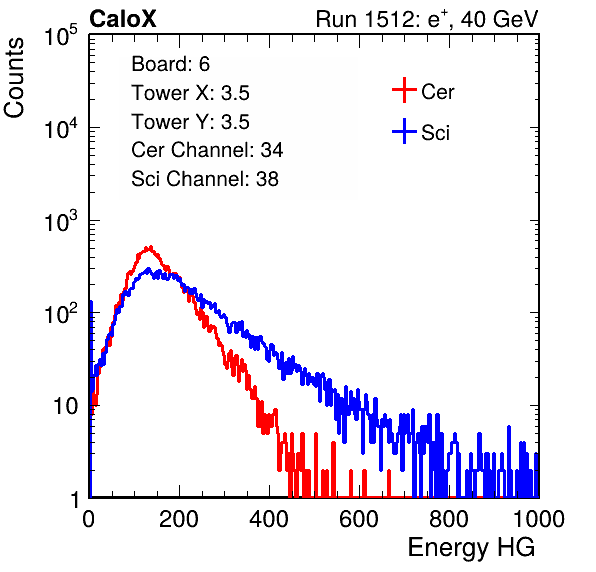 CaloX Run 1512: e⁺, 40 GeV
Counts
10⁵
10⁴
10³
10²
10
1
Board: 6
Tower X: 3.5
Tower Y: 3.5
Cer Channel: 34
Sci Channel: 38
Cer
Sci
0 200 400 600 800 1000
Energy HG